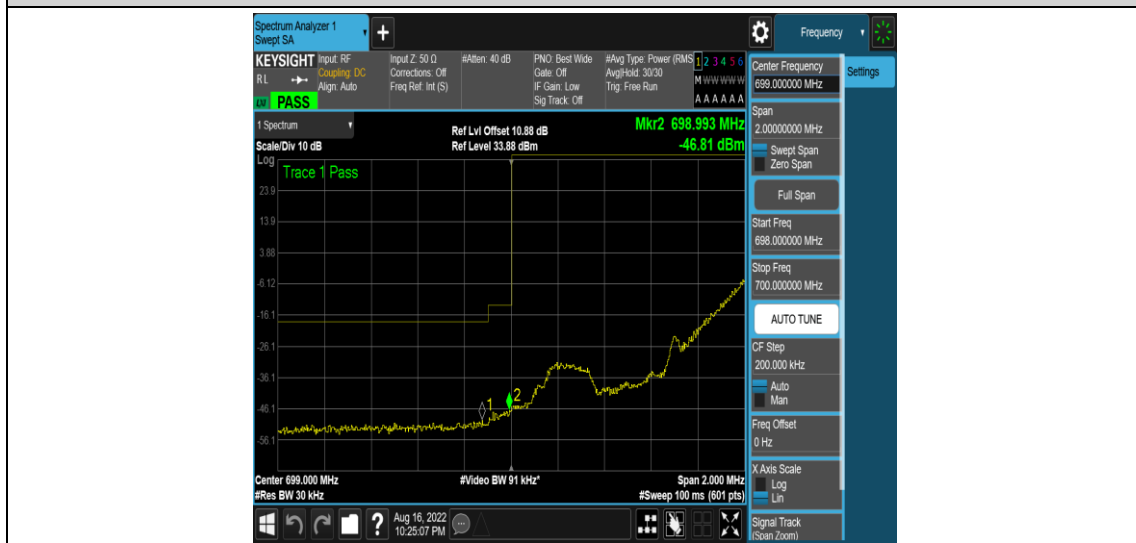 Spectrum Analyzer 1
Swept SA
Frequency
KEYSIGHT
RL
LXI
PASS
Input: RF
Coupling: DC
Align: Auto
Input Z: 50 Ω
Corrections: Off
Freq Ref: Int (S)
#Atten: 40 dB
PNO: Best Wide
Gate: Off
IF Gain: Low
Sig Track: Off
#Avg Type: Power (RMS
Avg|Hold: 30/30
Trig: Free Run
1 2 3 4 5 6
M W W W W W
A A A A A A
Center Frequency
699.000000 MHz
Settings
Span
2.00000000 MHz
Swept Span
Zero Span
Full Span
Start Freq
698.000000 MHz
Stop Freq
700.000000 MHz
AUTO TUNE
CF Step
200.000 kHz
Auto
Man
Freq Offset
0 Hz
X Axis Scale
Log
Lin
Signal Track
(Span Zoom)
1 Spectrum
Scale/Div 10 dB
Ref Lvl Offset 10.88 dB
Ref Level 33.88 dBm
Mkr2 698.993 MHz
-46.81 dBm
Log
Trace 1 Pass
23.9
13.9
3.88
-6.12
-16.1
-26.1
-36.1
-46.1
-56.1
1
2
Center 699.000 MHz
#Res BW 30 kHz
#Video BW 91 kHz*
Span 2.000 MHz
#Sweep 100 ms (601 pts)
Aug 16, 2022
10:25:07 PM